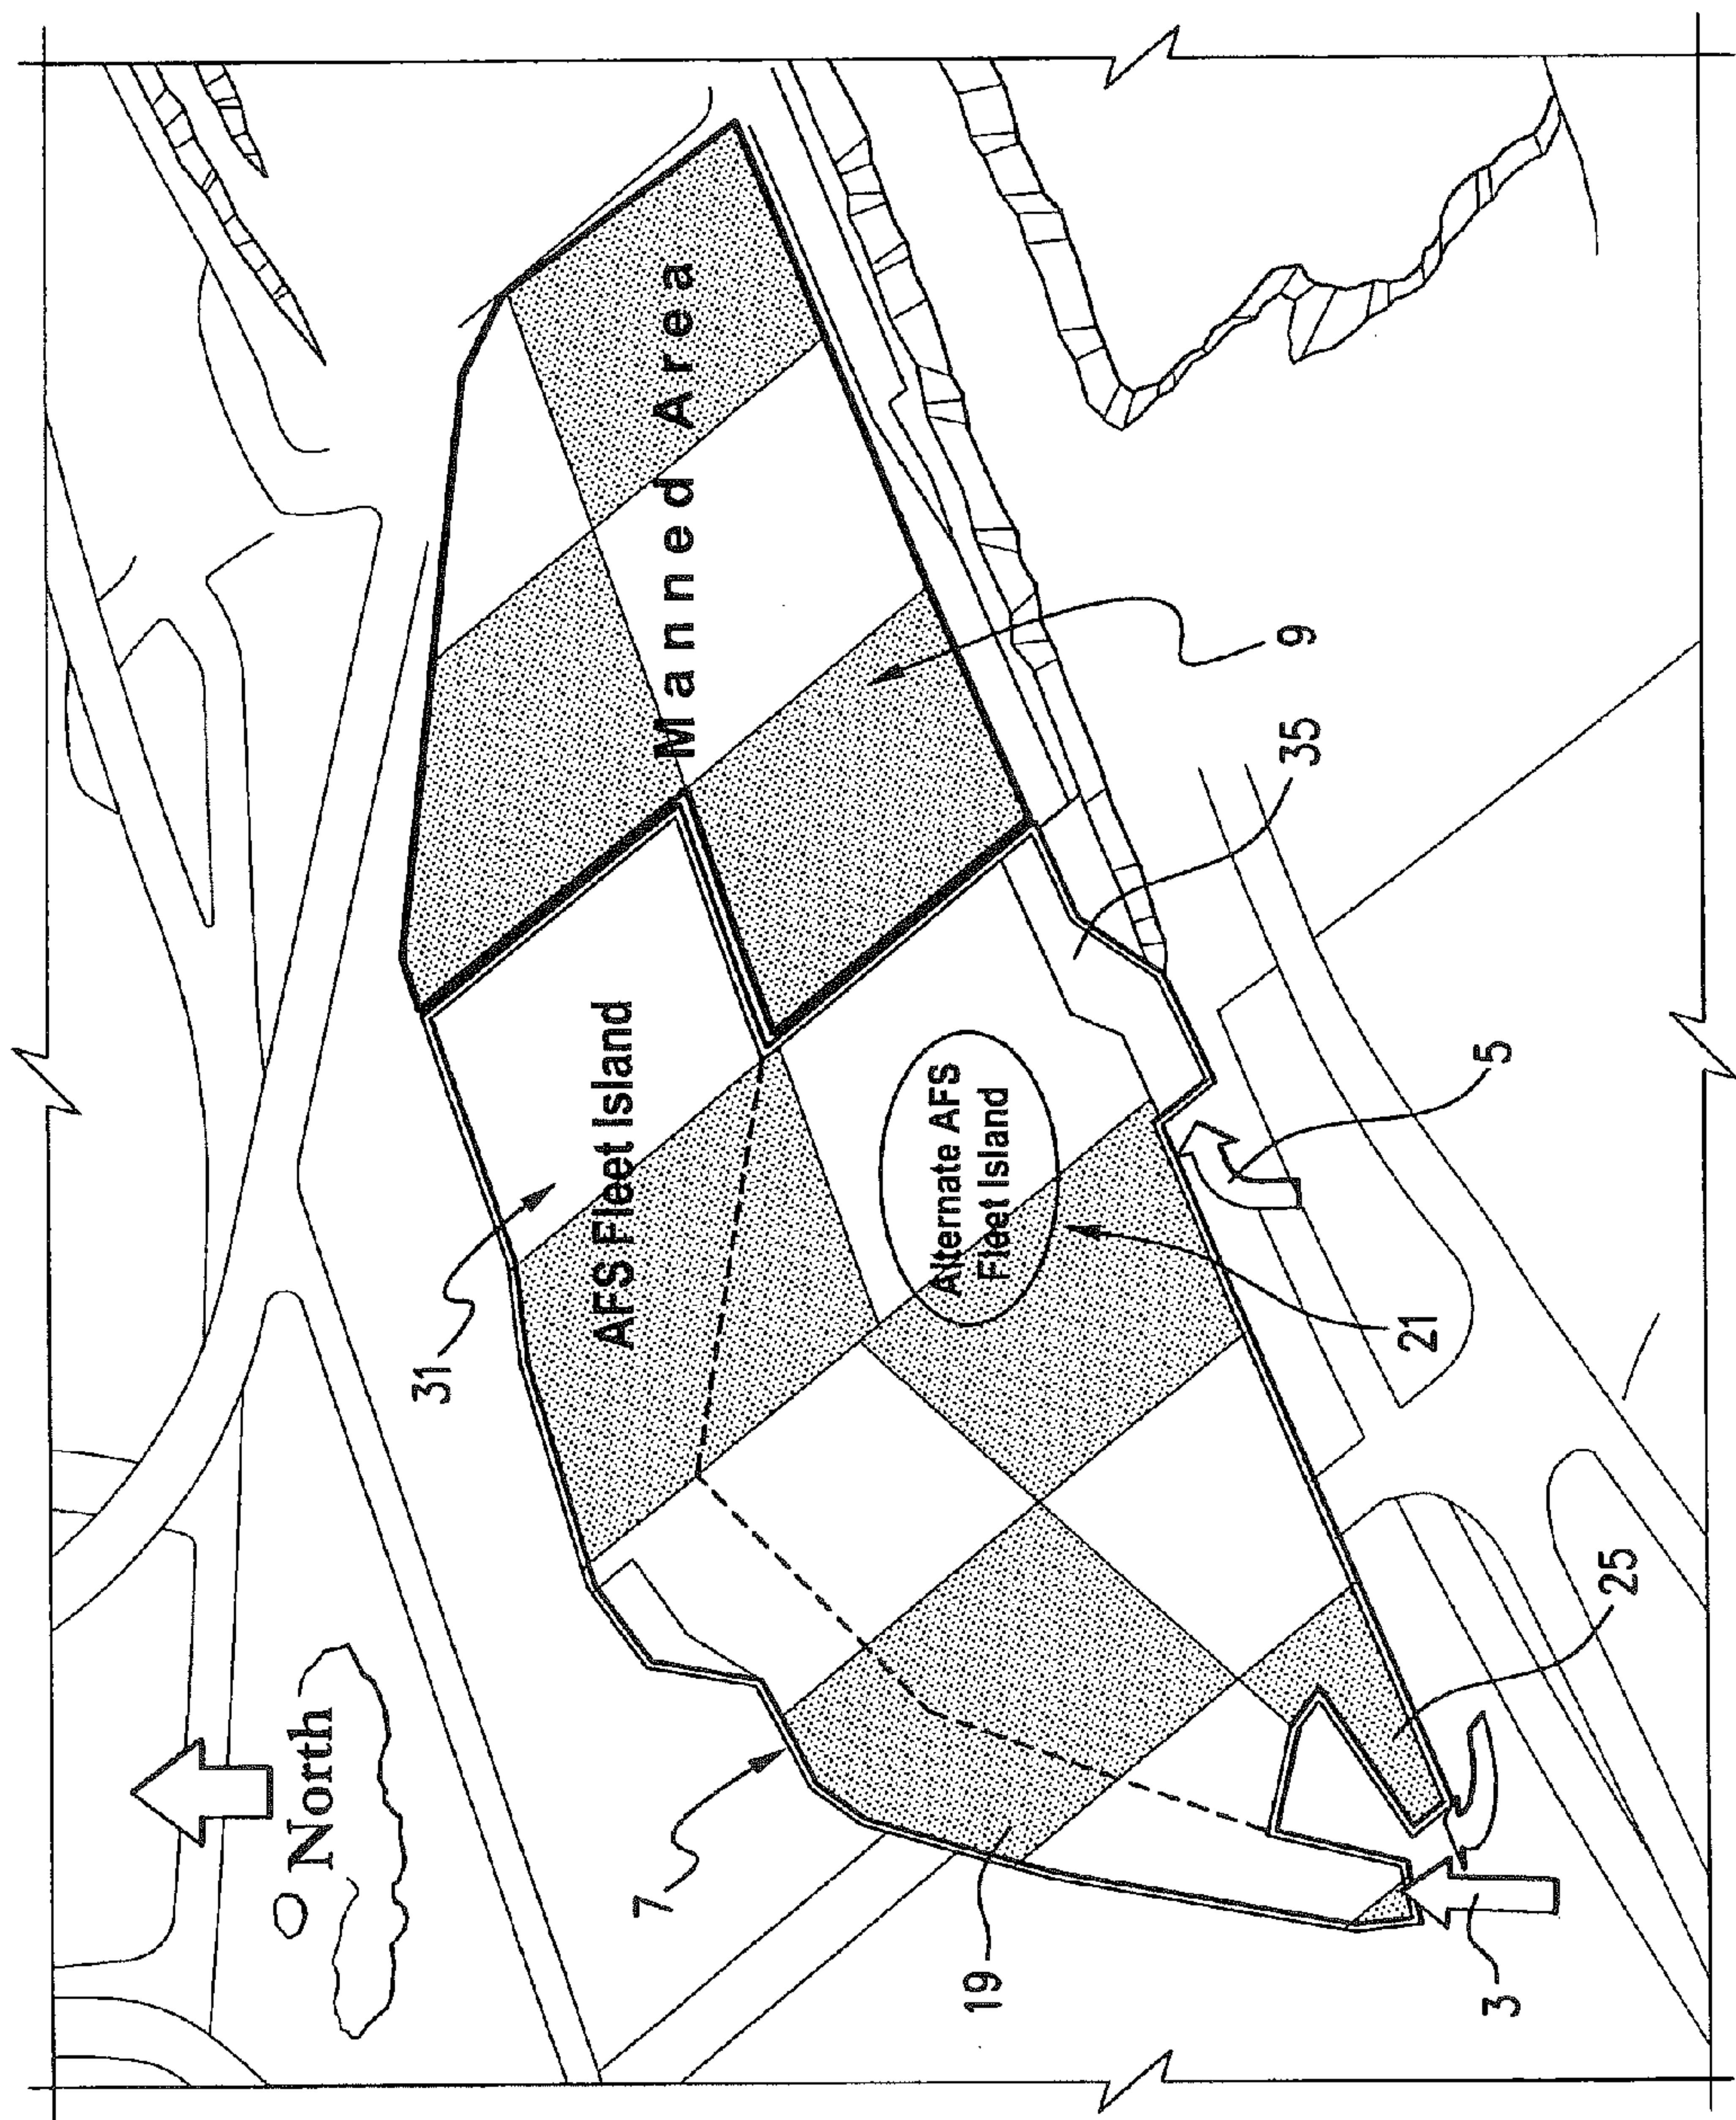 North
Manned Area
AFS Fleet Island
Alternate AFS
Fleet Island
31
7
19
3
25
21
5
35
9